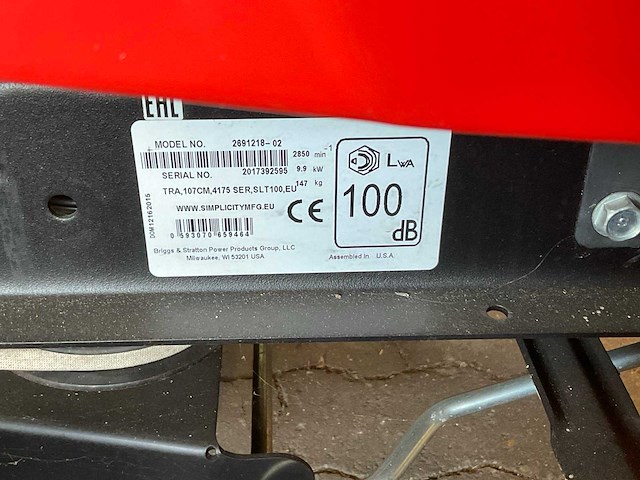 EAC
MODEL NO. 2691218-02
2850 min-1
SERIAL NO. 2017392595 9.9 kW
TRA,107CM,4175 SER,SLT100,EU 147 kg
WWW.SIMPLICITYMFG.EU
CE
0 593070 659464
Briggs & Stratton Power Products Group, LLC
Milwaukee, WI 53201 USA
Assembled In U.S.A.
LWA
100
dB
DOM12162015